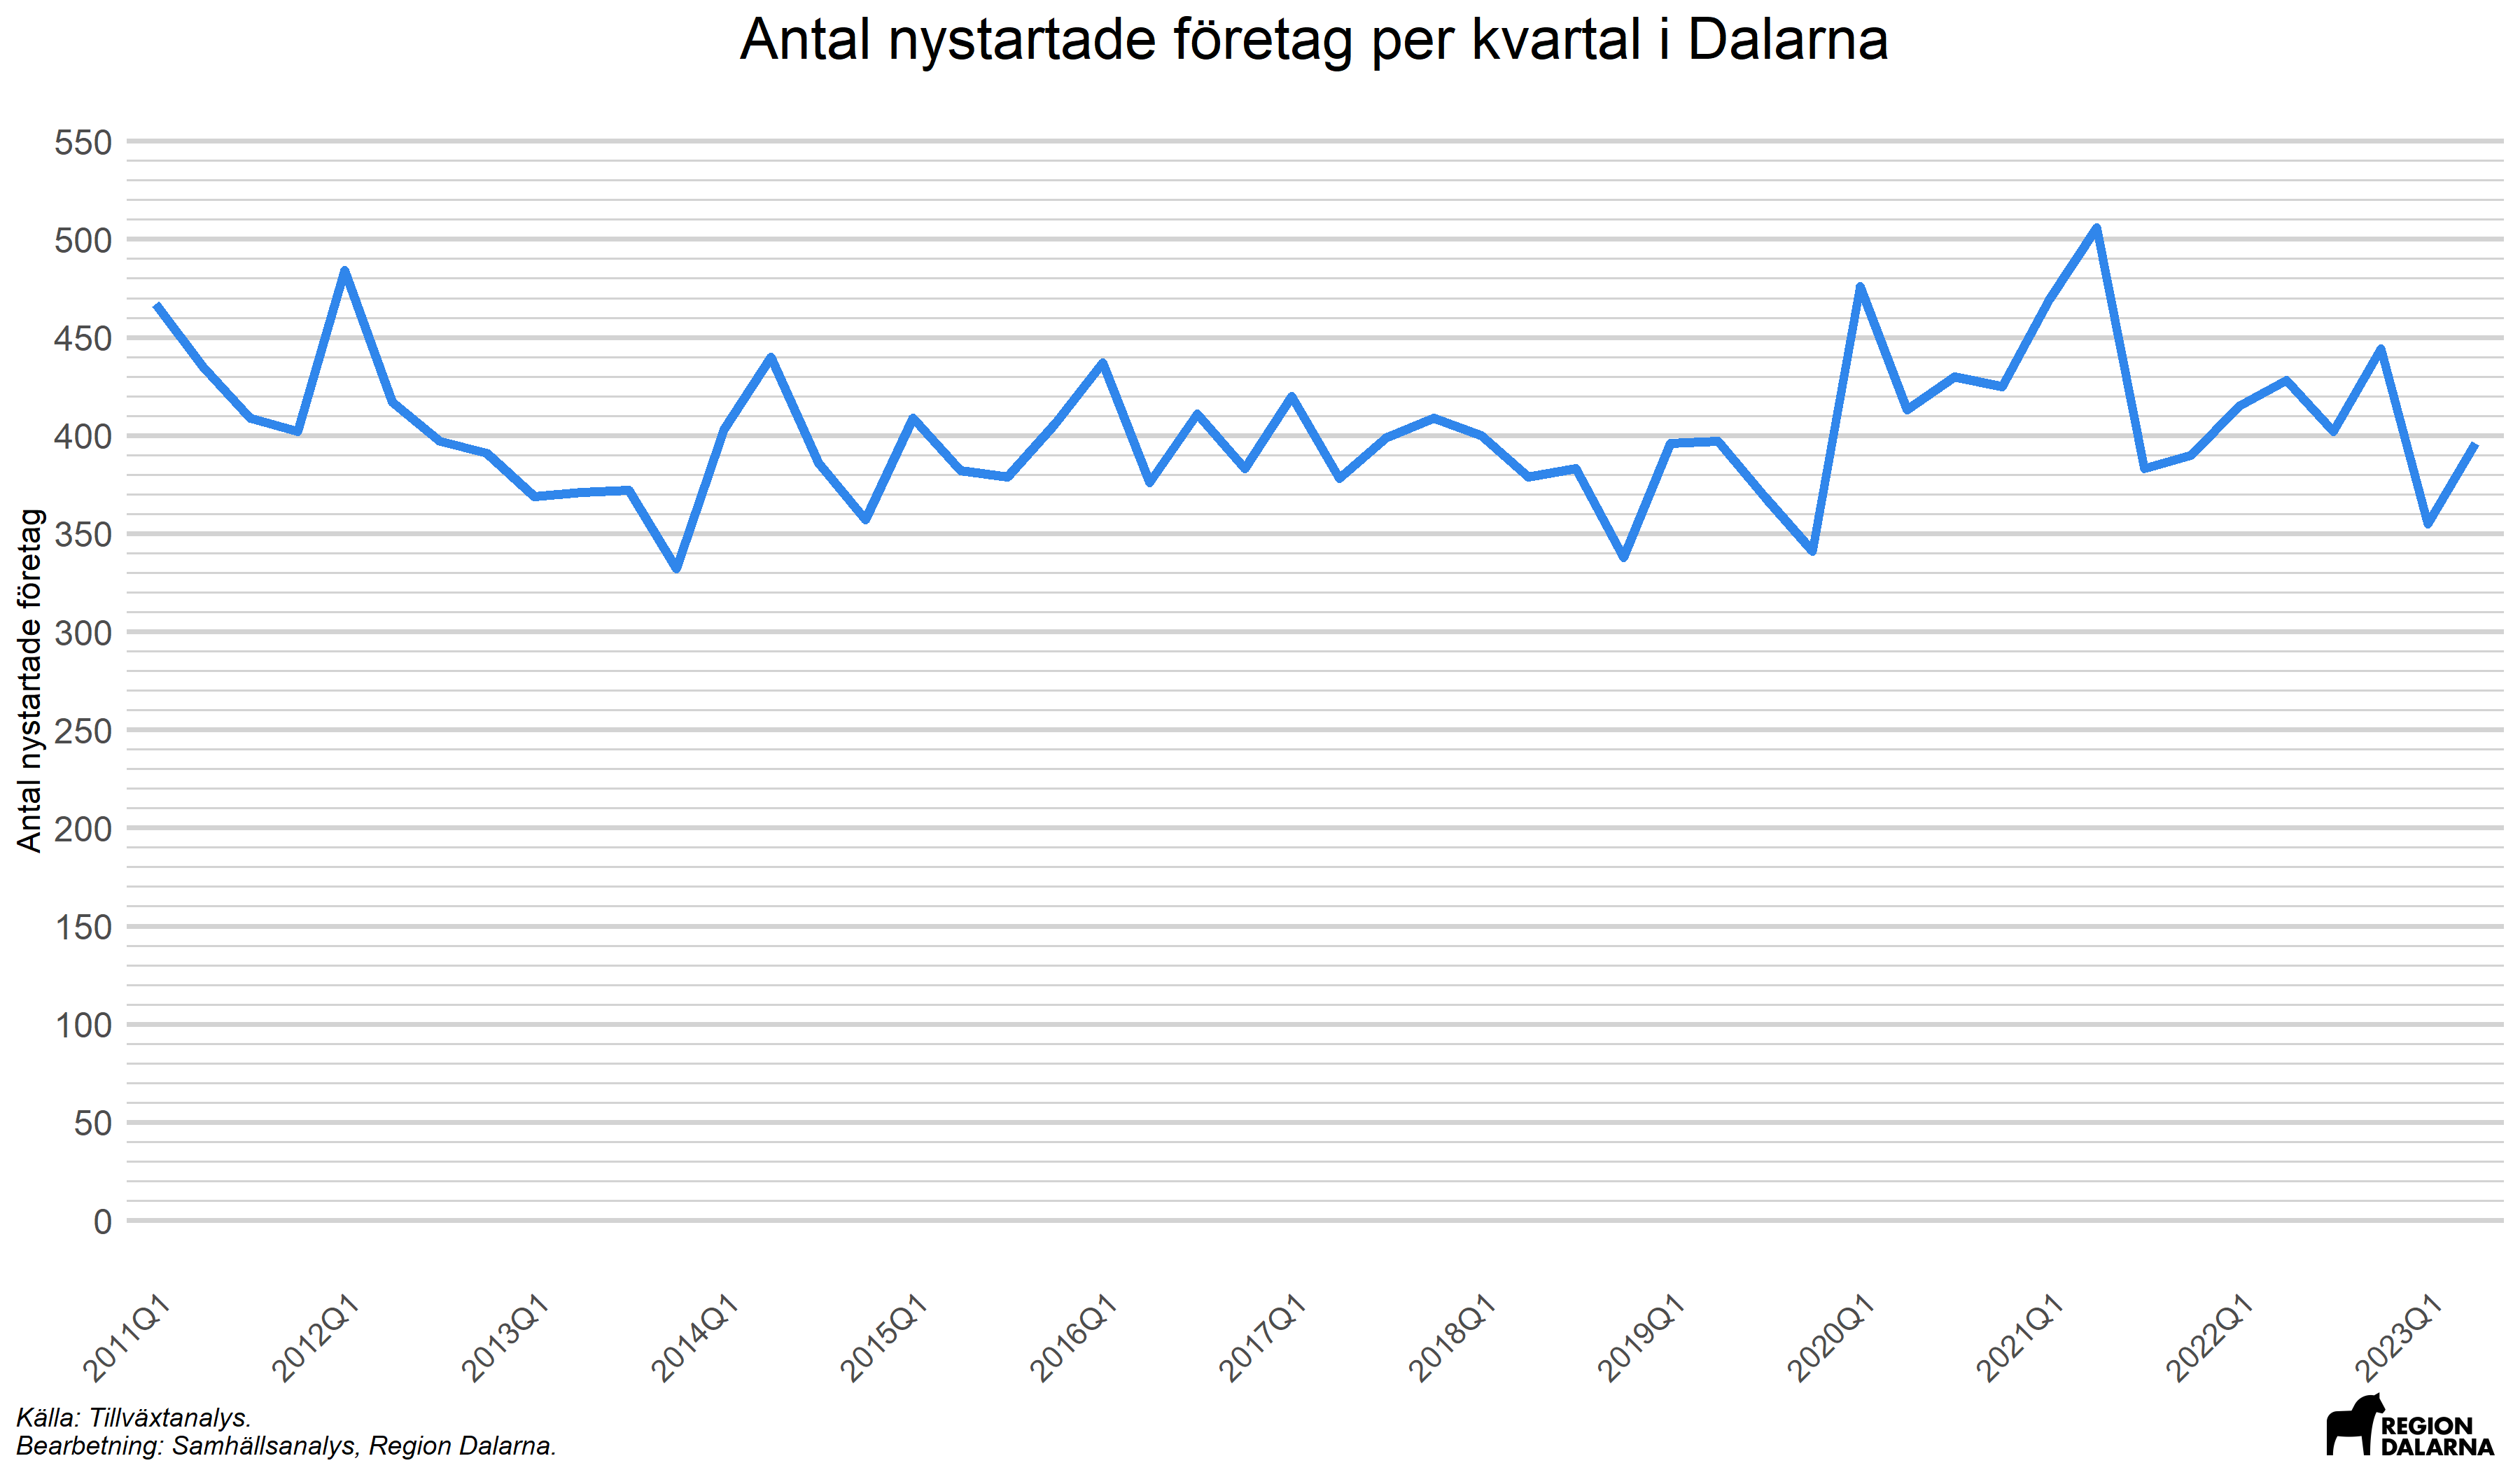 Antal nystartade företag per kvartal i Dalarna
Antal nystartade företag
550
500
450
400
350
300
250
200
150
100
50
0
2011Q1
2012Q1
2013Q1
2014Q1
2015Q1
2016Q1
2017Q1
2018Q1
2019Q1
2020Q1
2021Q1
2022Q1
2023Q1
Källa: Tillväxtanalys.
Bearbetning: Samhällsanalys, Region Dalarna.
REGION
DALARNA